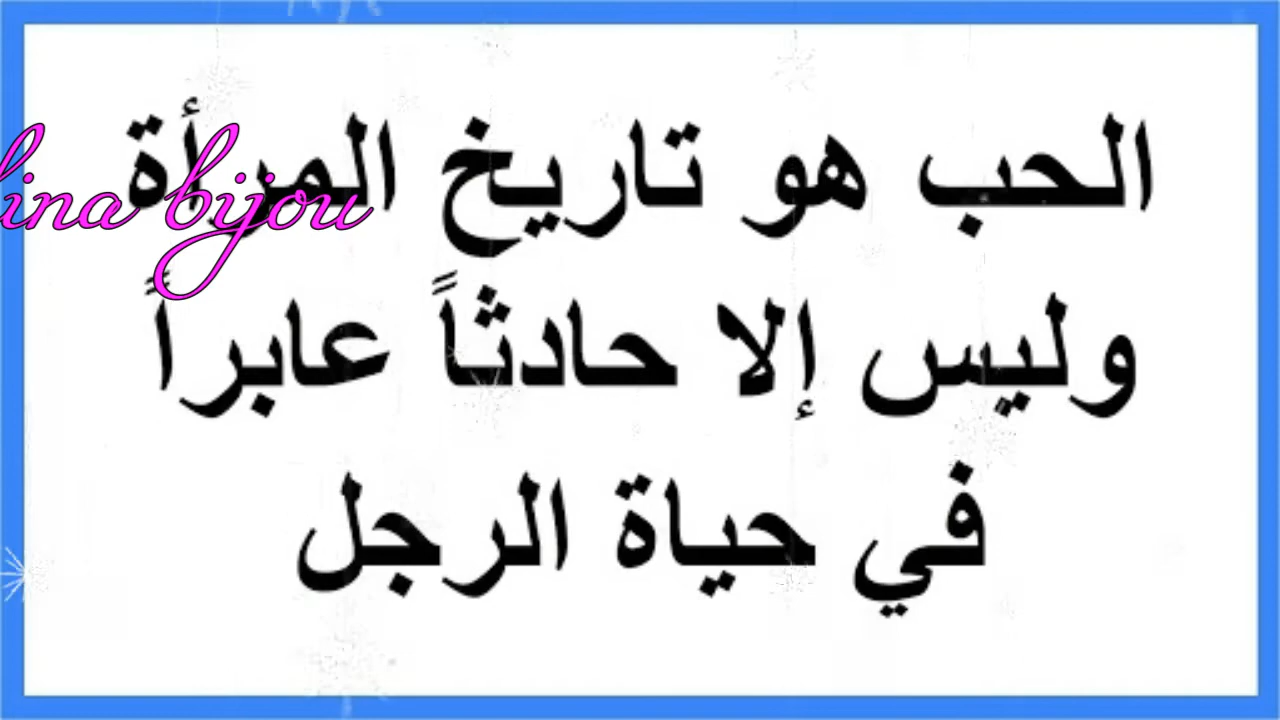 الحب هو تاريخ المرأة
وليس إلا حادثاً عابراً
في حياة الرجل
lina bijou